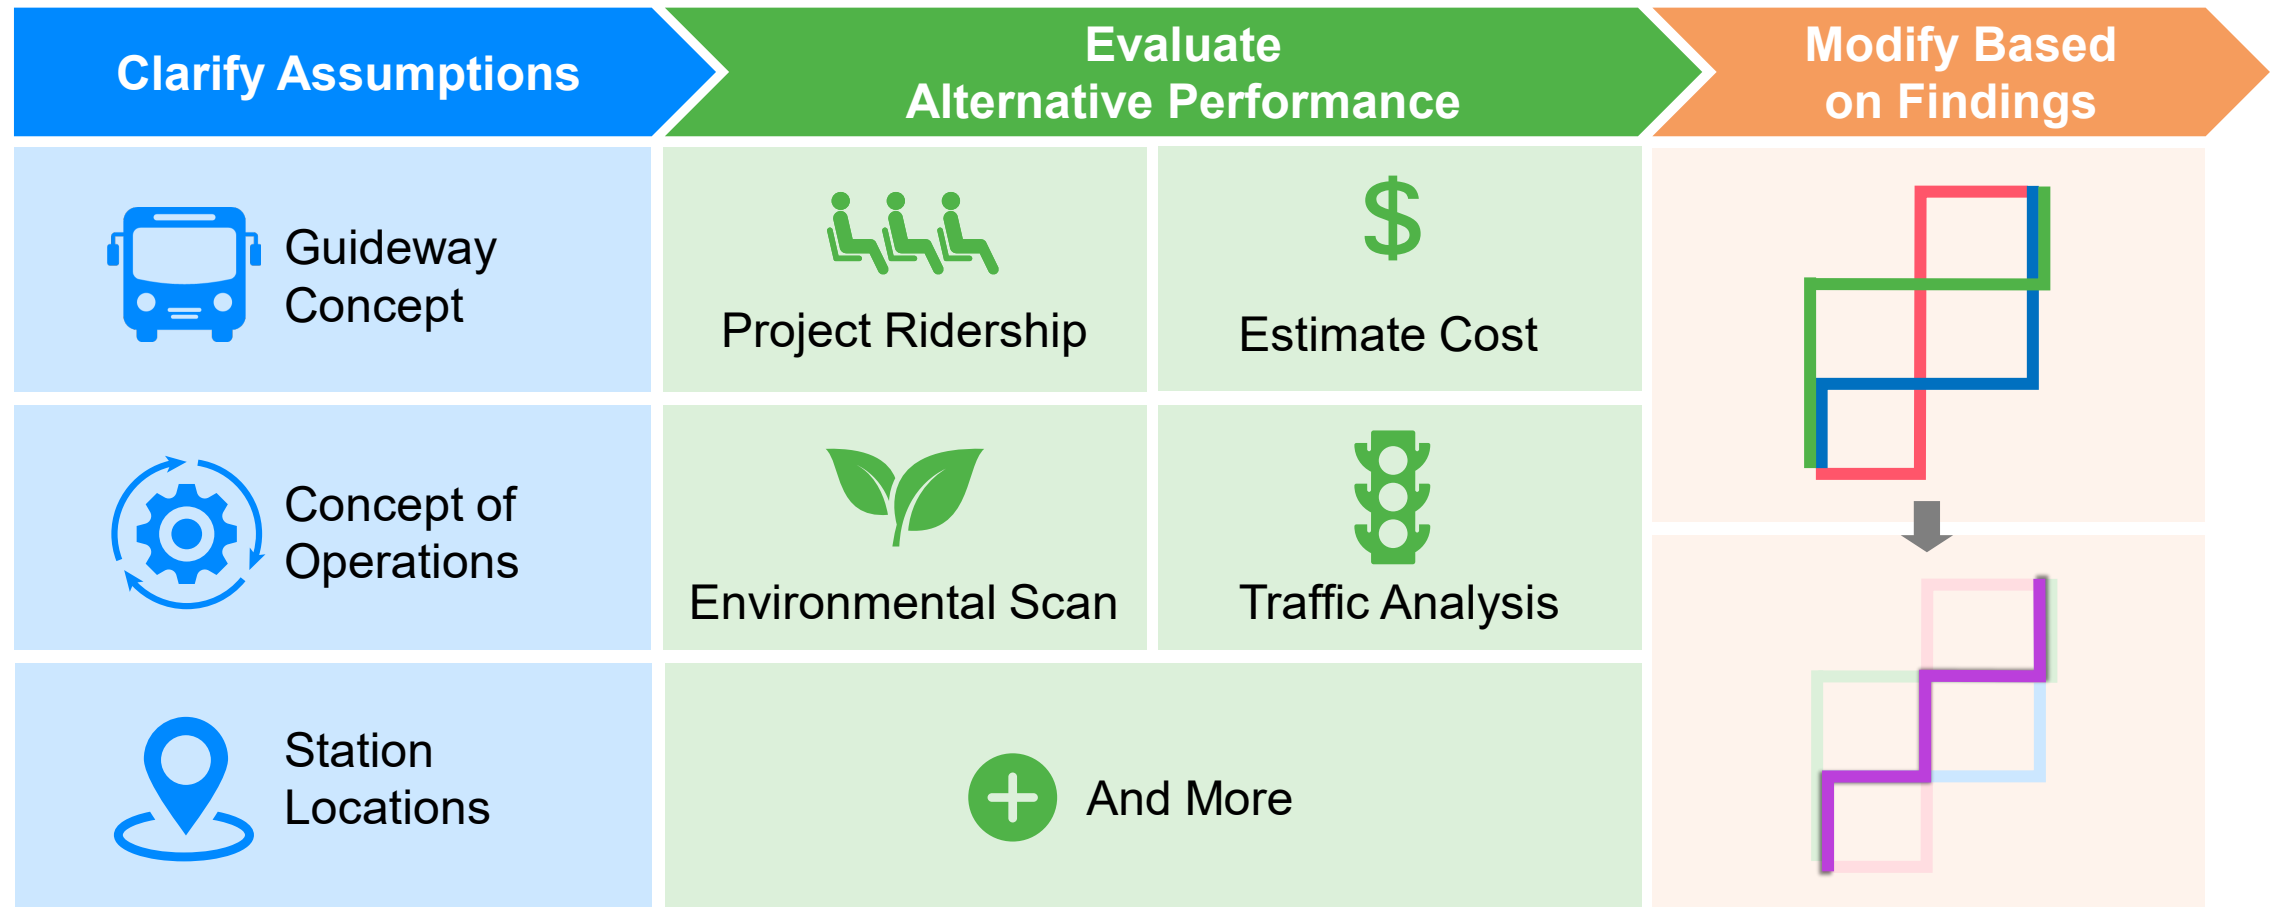 Clarify Assumptions
Evaluate
Alternative Performance
Modify Based
on Findings
Guideway
Concept
Project Ridership
$
Estimate Cost
Concept of
Operations
Environmental Scan
Traffic Analysis
Station
Locations
And More